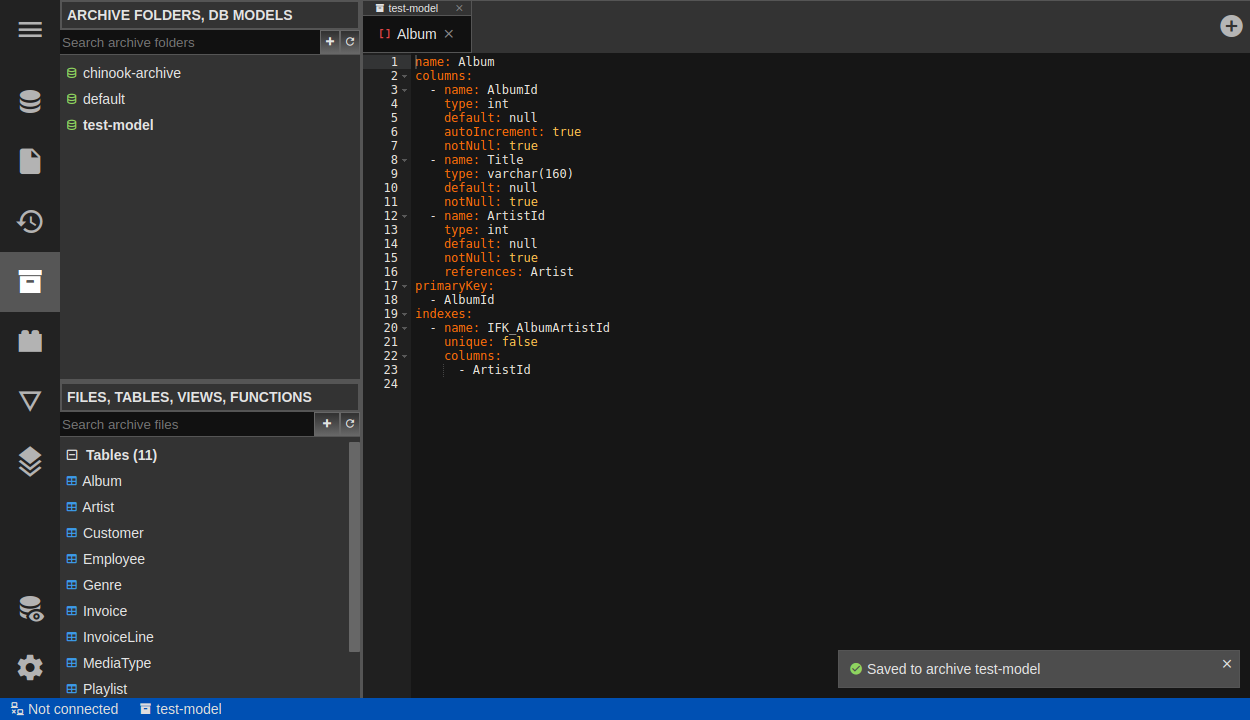 ARCHIVE FOLDERS, DB MODELS
Search archive folders
chinook-archive
default
test-model
FILES, TABLES, VIEWS, FUNCTIONS
Search archive files
Tables (11)
Album
Artist
Customer
Employee
Genre
Invoice
InvoiceLine
MediaType
Playlist
test-model
[] Album
1 name: Album
2 columns:
3   - name: AlbumId
4     type: int
5     default: null
6     autoIncrement: true
7     notNull: true
8   - name: Title
9     type: varchar(160)
10     default: null
11     notNull: true
12   - name: ArtistId
13     type: int
14     default: null
15     notNull: true
16     references: Artist
17 primaryKey:
18   - AlbumId
19 indexes:
20   - name: IFK_AlbumArtistId
21     unique: false
22     columns:
23       - ArtistId
24
Saved to archive test-model
Not connected test-model